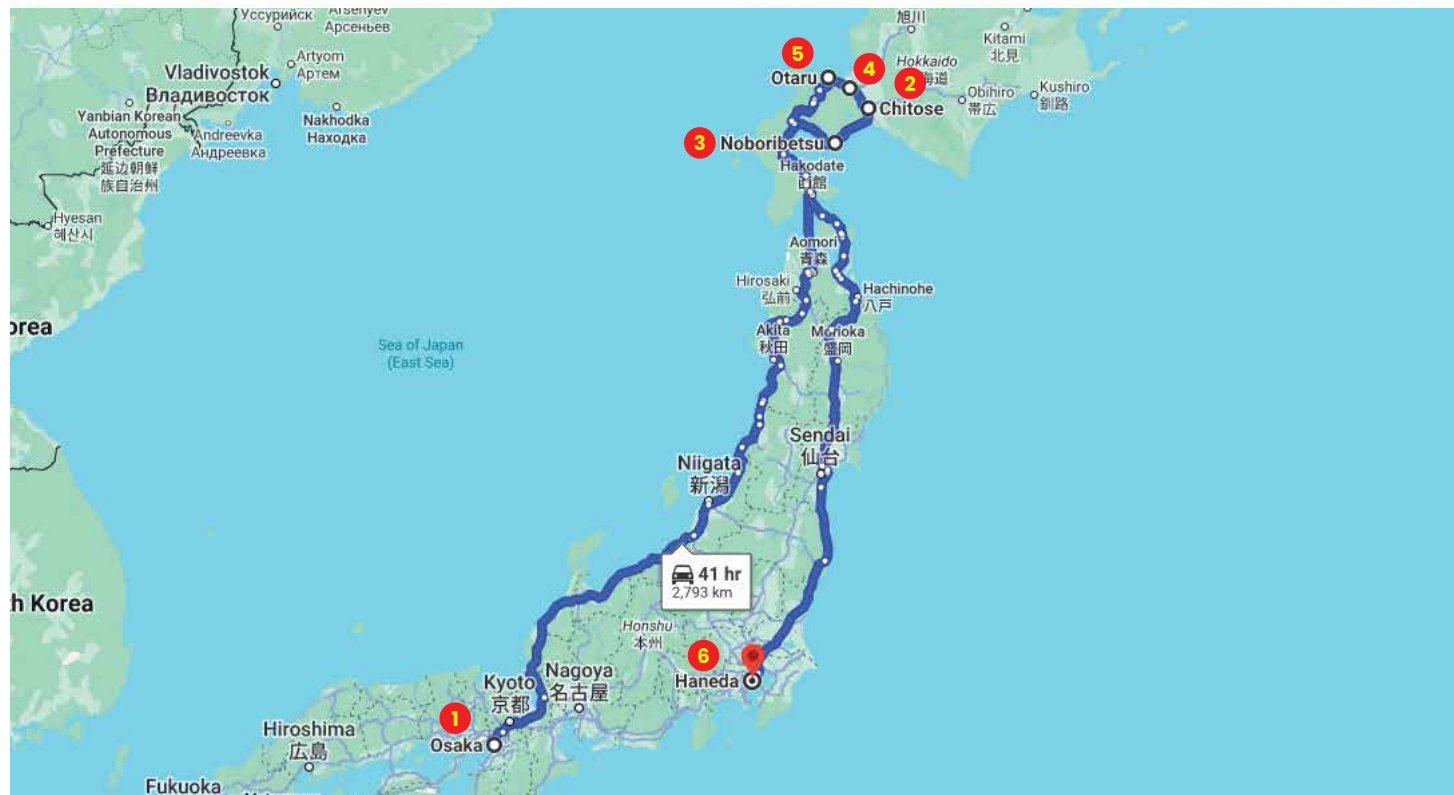 Уссурийск
Arsenyev
Арсеньев
旭川
Kitami
北見
5
Artyom
Артем
Vladivostok
Владивосток
4
Hokkaido
海道
2
Otaru
Obihiro
帯広
Kushiro
釧路
Chitose
Yanbian Korean
Autonomous
Prefecture
延边朝鲜
族自治州
Andreevka
Андреевка
Nakhodka
Находка
3
Noboribetsu
Hakodate
函館
Hyesan
혜산시
Aomori
青森
Hirosaki
弘前
Hachinohe
八戸
orea
Akita
秋田
Morioka
盛岡
Sea of Japan
(East Sea)
Sendai
仙台
Niigata
新潟
41 hr
2,793 km
h Korea
Honshu
本州
6
Haneda
Nagoya
名古屋
Kyoto
京都
1
Osaka
Hiroshima
広島
Fukuoka